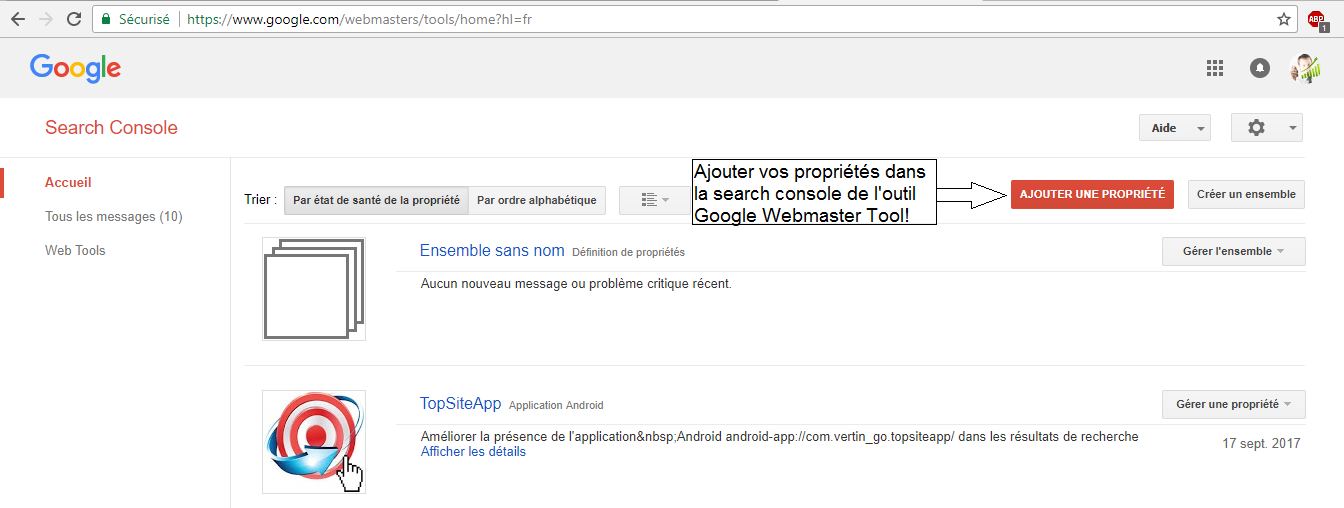 Sécurisé https://www.google.com/webmasters/tools/home?hl=fr
ABP
1
Google
Search Console
Aide
Accueil
Tous les messages (10)
Web Tools
Trier :
Par état de santé de la propriété
Par ordre alphabétique
Ajouter vos propriétés dans
la search console de l'outil
Google Webmaster Tool!
AJOUTER UNE PROPRIÉTÉ
Créer un ensemble
Ensemble sans nom Définition de propriétés
Gérer l'ensemble
Aucun nouveau message ou problème critique récent.
TopSiteApp Application Android
Gérer une propriété
Améliorer la présence de l'application&nbsp;Android android-app://com.vertin_go.topsiteapp/ dans les résultats de recherche
17 sept. 2017
Afficher les détails